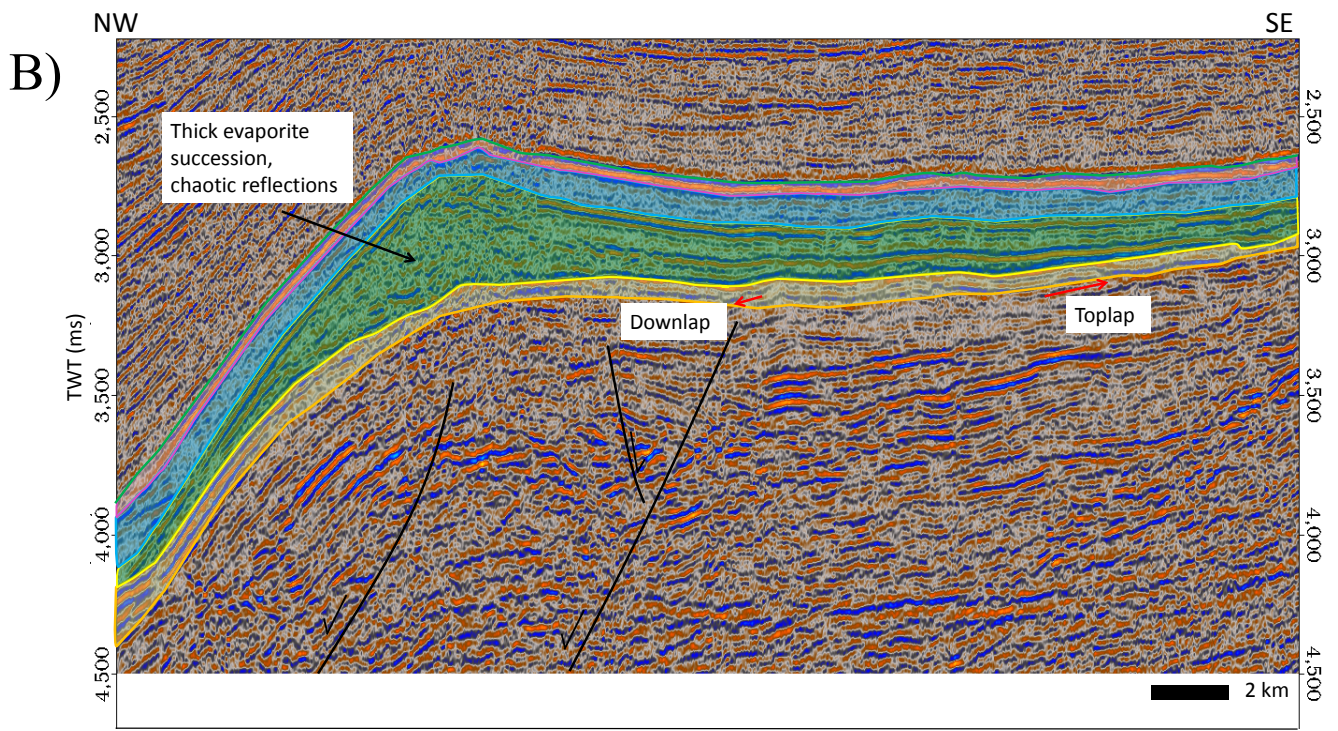 NW
SE
B)
2,500
2,500
Thick evaporite
succession,
chaotic reflections
3,000
3,000
Downlap
Toplap
TWT (ms)
3,500
3,500
4,000
4,000
4,500
4,500
2 km